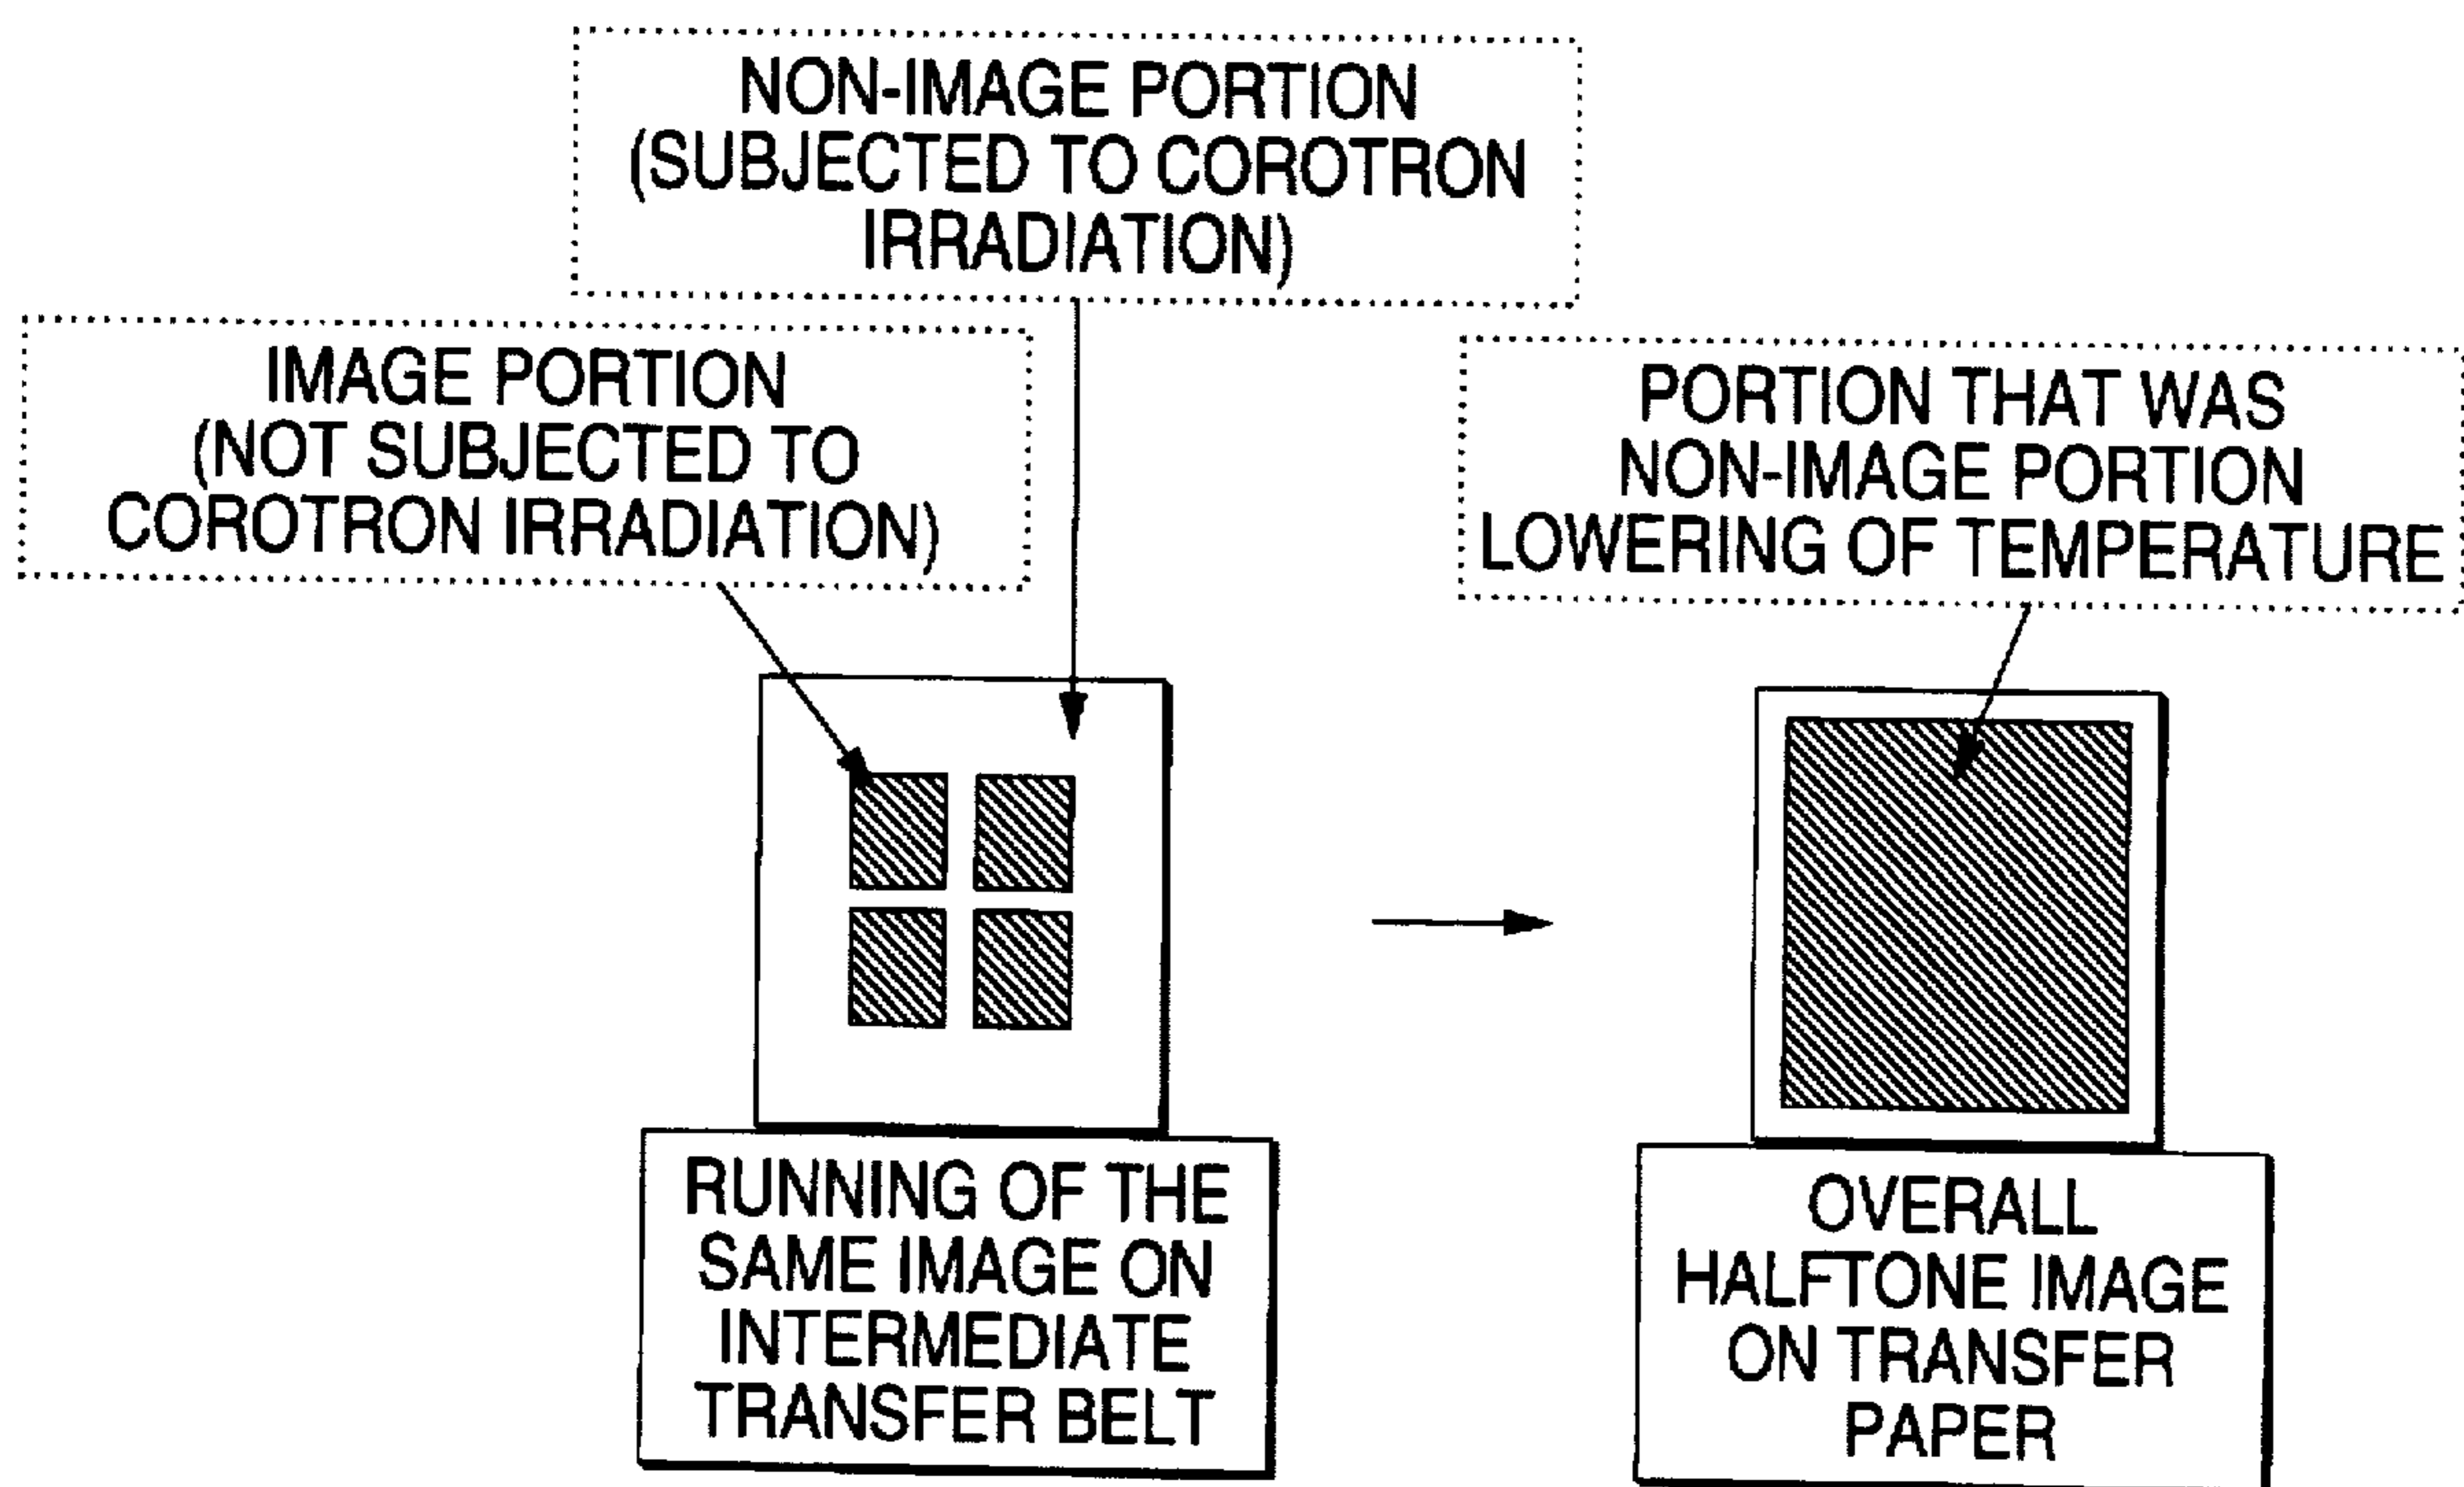 NON-IMAGE PORTION
(SUBJECTED TO COROTRON
IRRADIATION)
IMAGE PORTION
(NOT SUBJECTED TO
COROTRON IRRADIATION)
PORTION THAT WAS
NON-IMAGE PORTION
LOWERING OF TEMPERATURE
RUNNING OF THE
SAME IMAGE ON
INTERMEDIATE
TRANSFER BELT
OVERALL
HALFTONE IMAGE
ON TRANSFER
PAPER